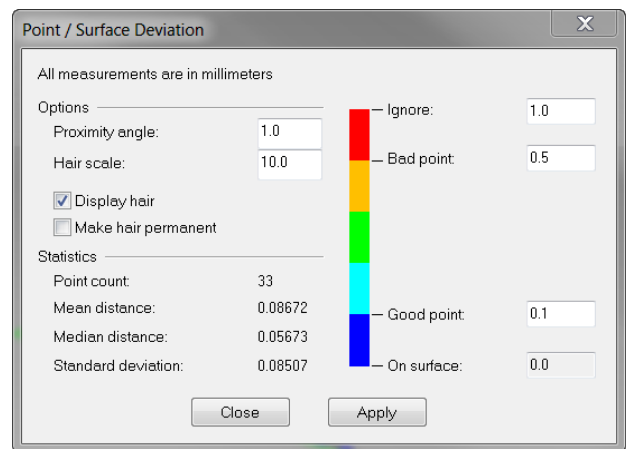 Point / Surface Deviation
All measurements are in millimeters
Options
Proximity angle: 1.0
Hair scale: 10.0
Display hair
Make hair permanent
Statistics
Point count: 33
Mean distance: 0.08672
Median distance: 0.05673
Standard deviation: 0.08507
Ignore: 1.0
Bad point: 0.5
Good point: 0.1
On surface: 0.0
Close Apply